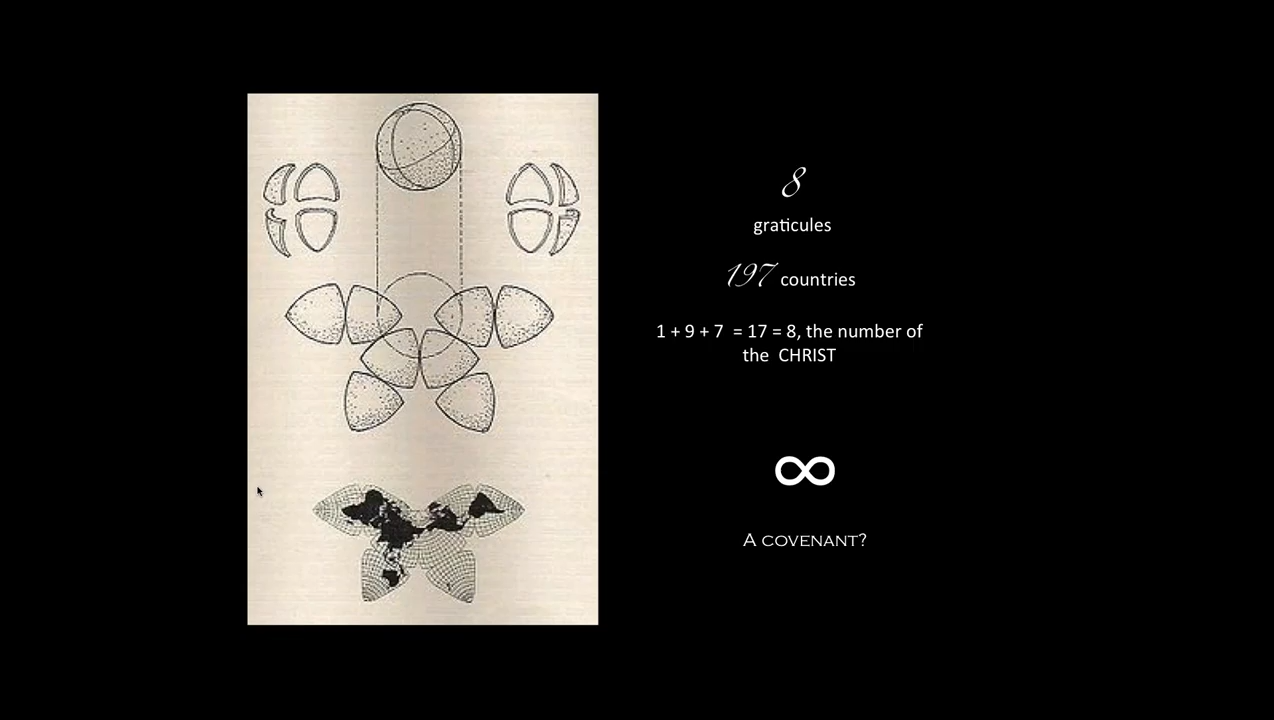 8
graticules
197 countries
1 + 9 + 7 = 17 = 8, the number of
the CHRIST
∞
A COVENANT?